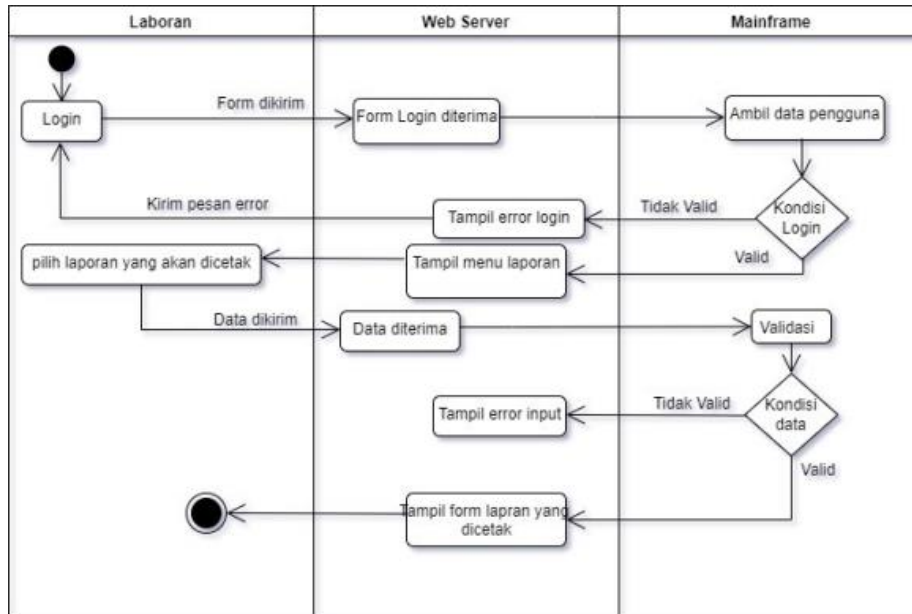 Laboran
Web Server
Mainframe
Login
Form dikirim
Form Login diterima
Ambil data pengguna
Kondisi
Login
Tidak Valid
Tampil error login
Kirim pesan error
Valid
Tampil menu laporan
pilih laporan yang akan dicetak
Data dikirim
Data diterima
Validasi
Kondisi
data
Tidak Valid
Tampil error input
Valid
Tampil form lapran yang
dicetak